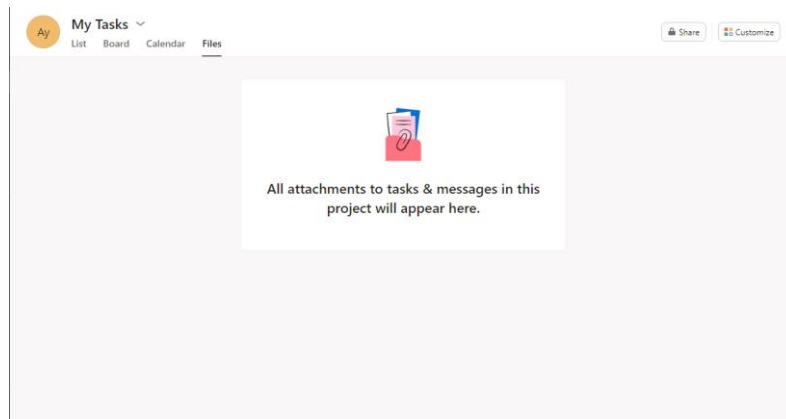 Ay
My Tasks
List Board Calendar Files
Share
Customize
All attachments to tasks & messages in this
project will appear here.